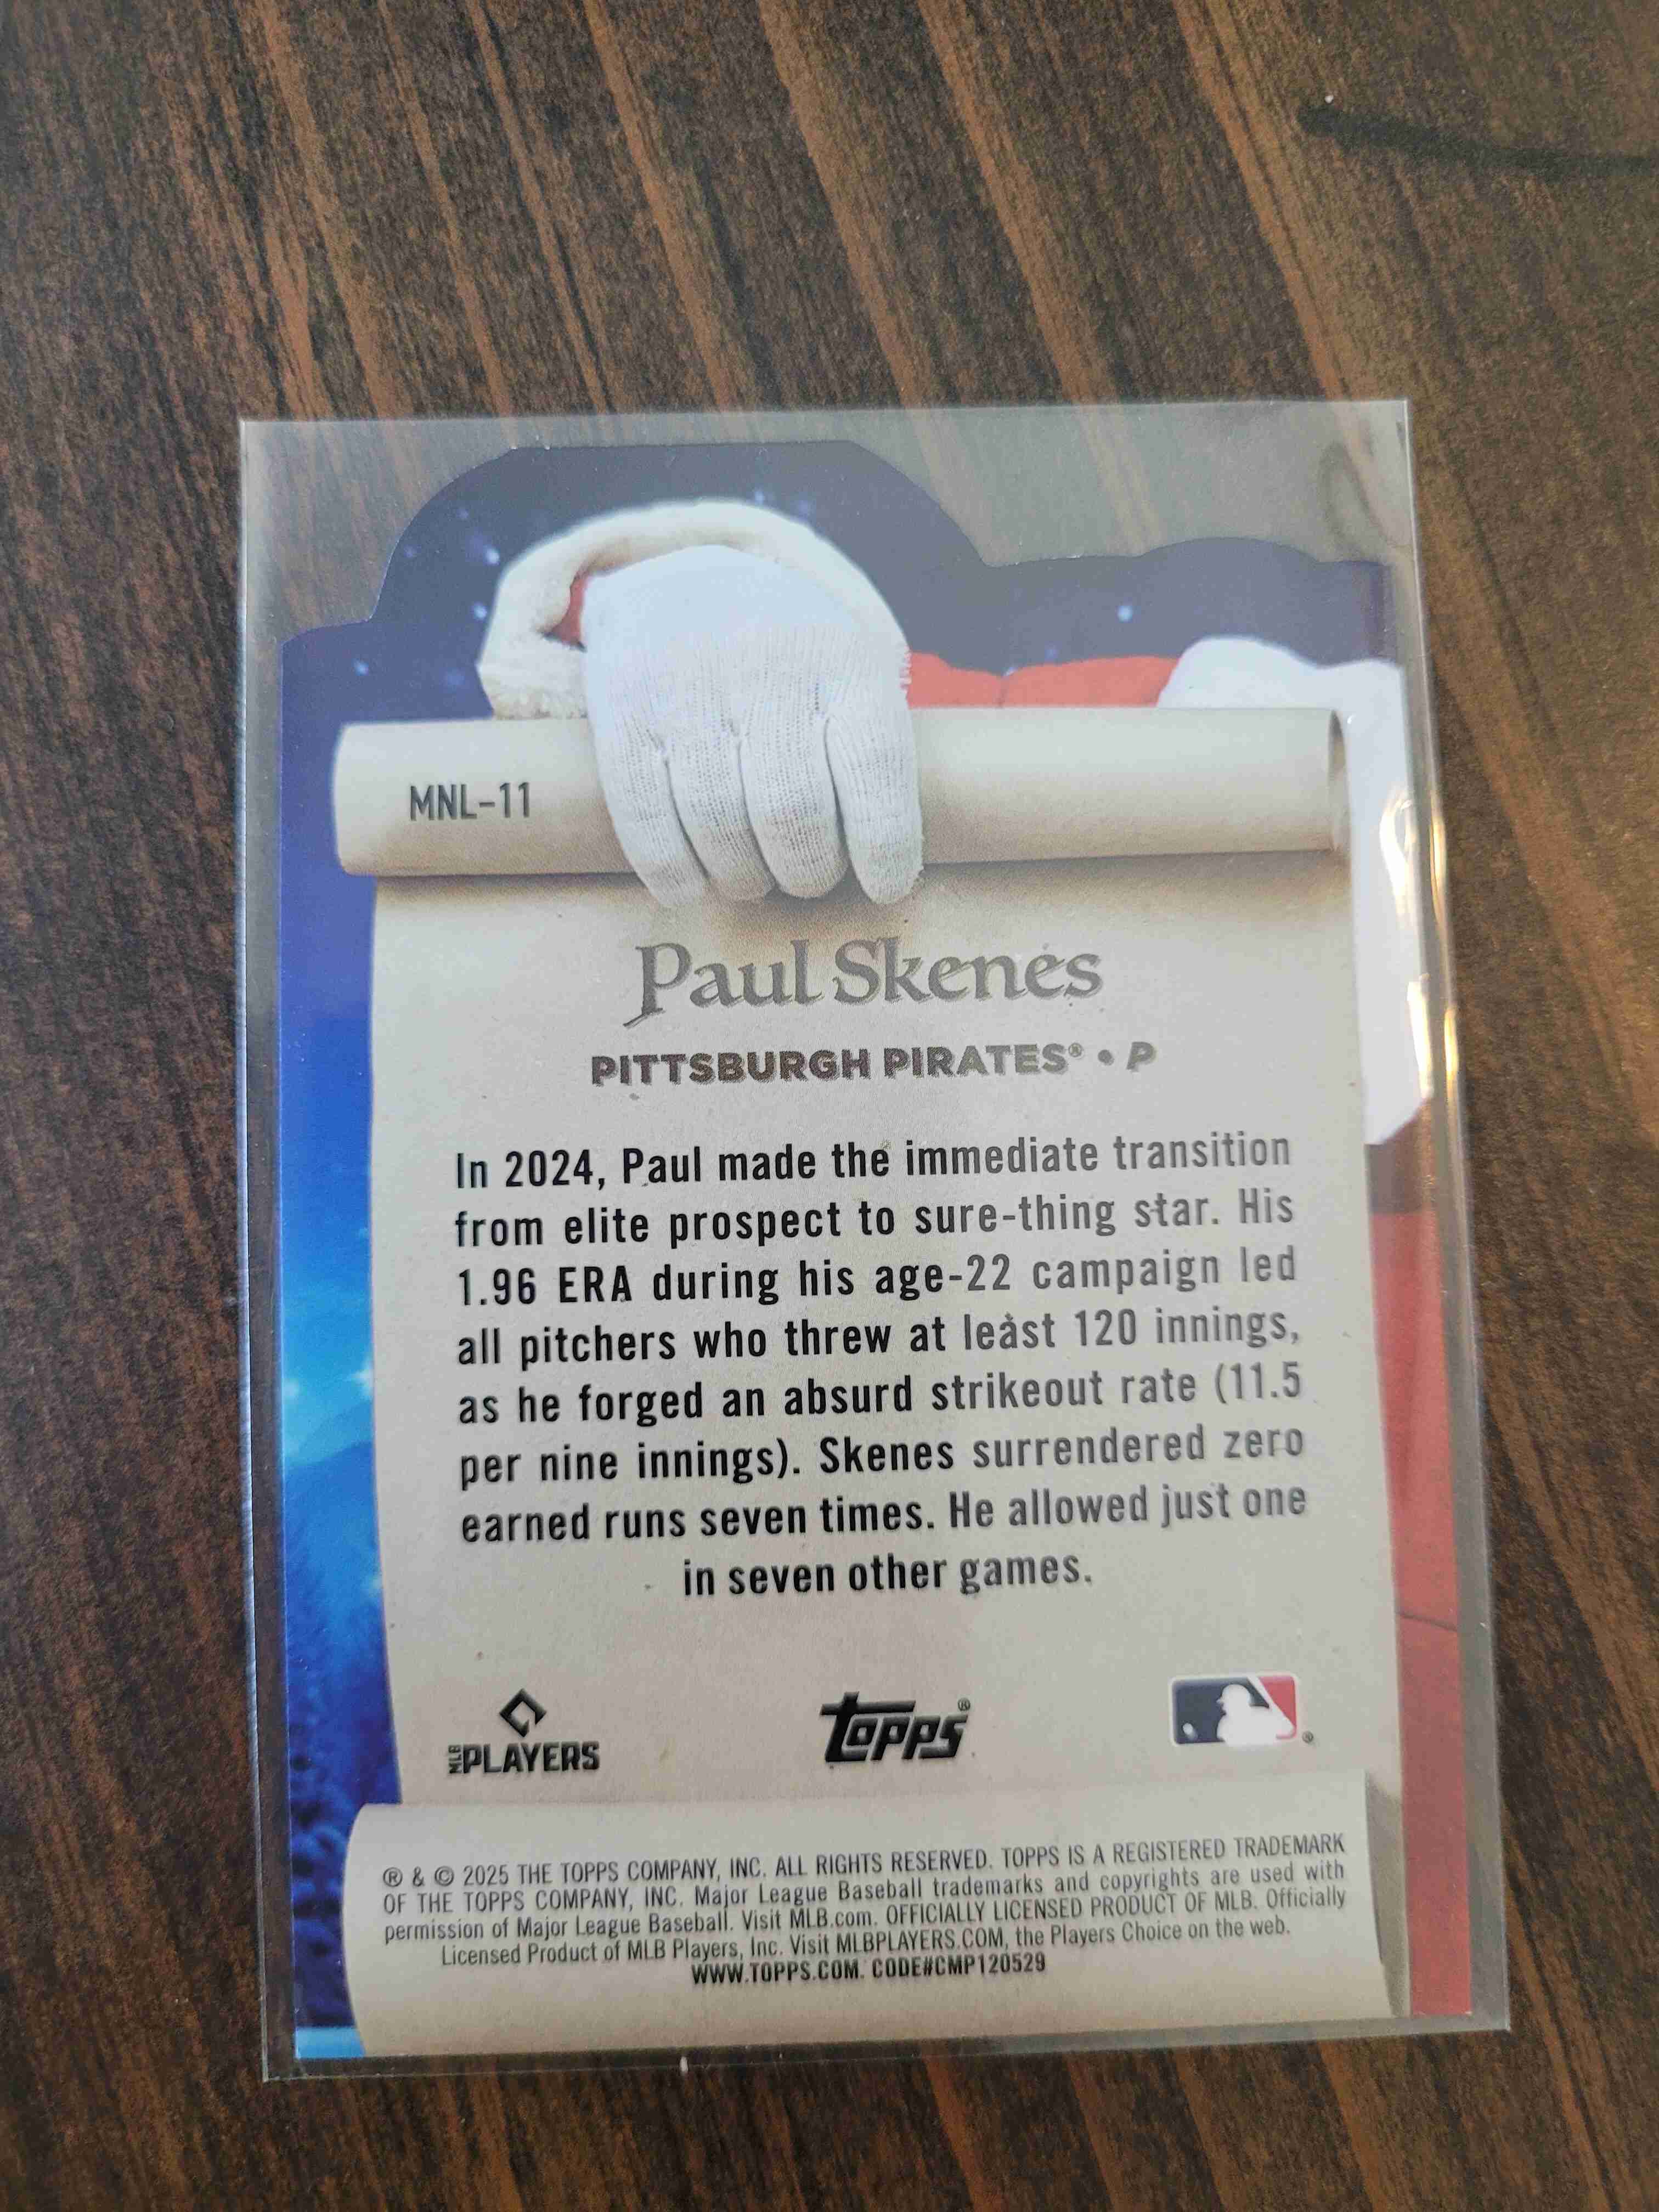 MNL-11
Paul Skenes
PITTSBURGH PIRATES® • P
In 2024, Paul made the immediate transition
from elite prospect to sure-thing star. His
1.96 ERA during his age-22 campaign led
all pitchers who threw at least 120 innings,
as he forged an absurd strikeout rate (11.5
per nine innings). Skenes surrendered zero
earned runs seven times. He allowed just one
in seven other games.
MLB PLAYERS
topps®
®
® & © 2025 THE TOPPS COMPANY, INC. ALL RIGHTS RESERVED. TOPPS IS A REGISTERED TRADEMARK
OF THE TOPPS COMPANY, INC. Major League Baseball trademarks and copyrights are used with
permission of Major League Baseball. Visit MLB.com. OFFICIALLY LICENSED PRODUCT OF MLB. Officially
Licensed Product of MLB Players, Inc. Visit MLBPLAYERS.COM, the Players Choice on the web.
WWW.TOPPS.COM. CODE#CMP120529